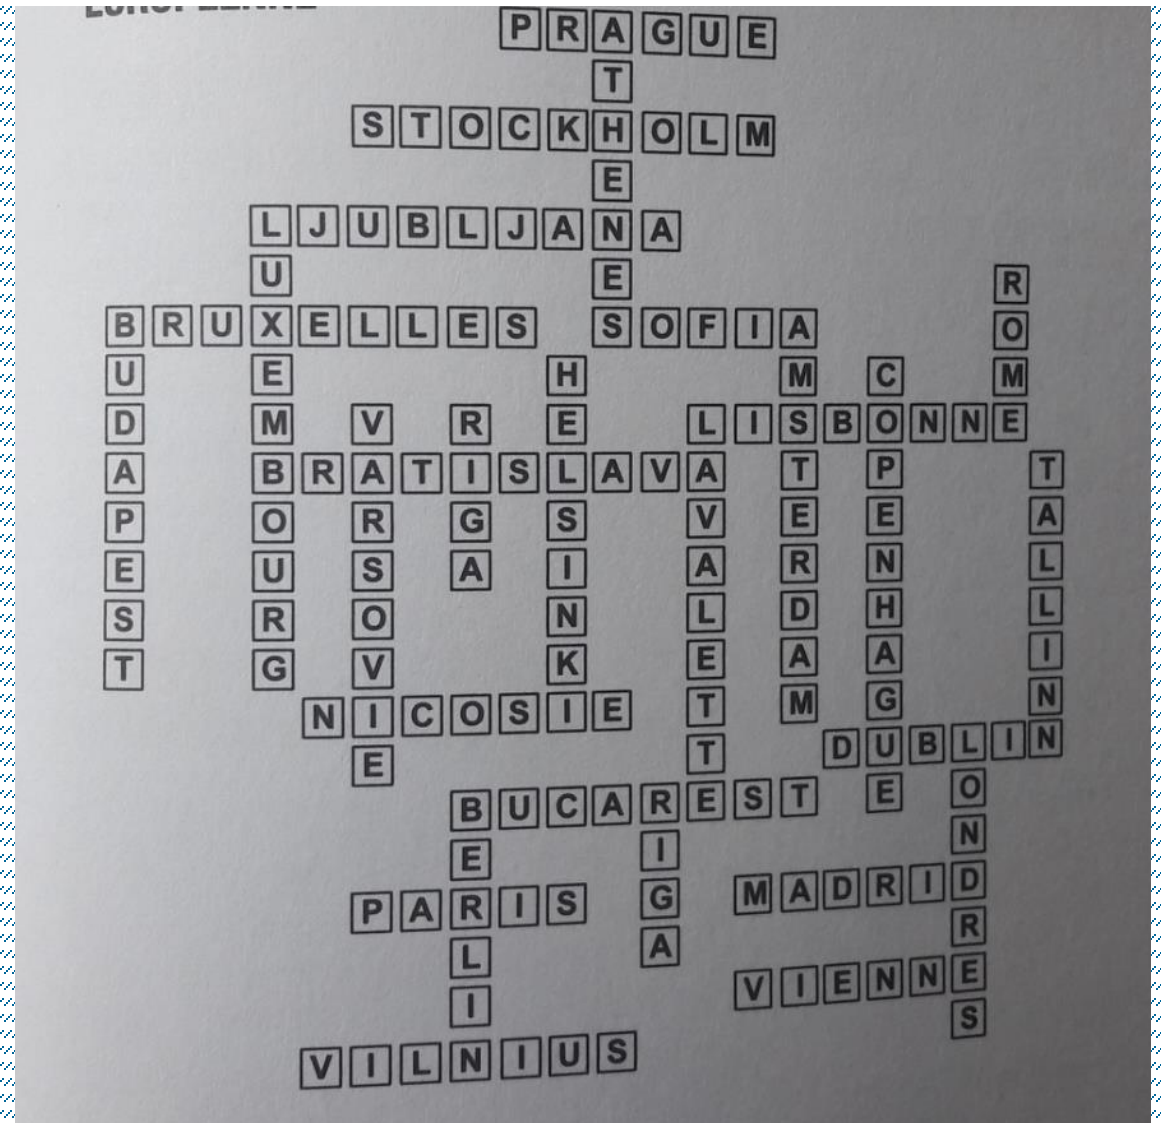 PRAGUE
ATHENES
STOCKHOLM
LJUBLJANA
LUXEMBOURG
ROME
BRUXELLES
BUDAPEST
SOFIA
AMSTERDAM
HELSINKI
COPENHAGUE
VARSOVIE
RIGA
LISBONNE
LAVALETTE
BRATISLAVA
TALLINN
NICOSIE
DUBLIN
LONDRES
BUCAREST
BERLIN
RIGA
MADRID
PARIS
VIENNE
VILNIUS